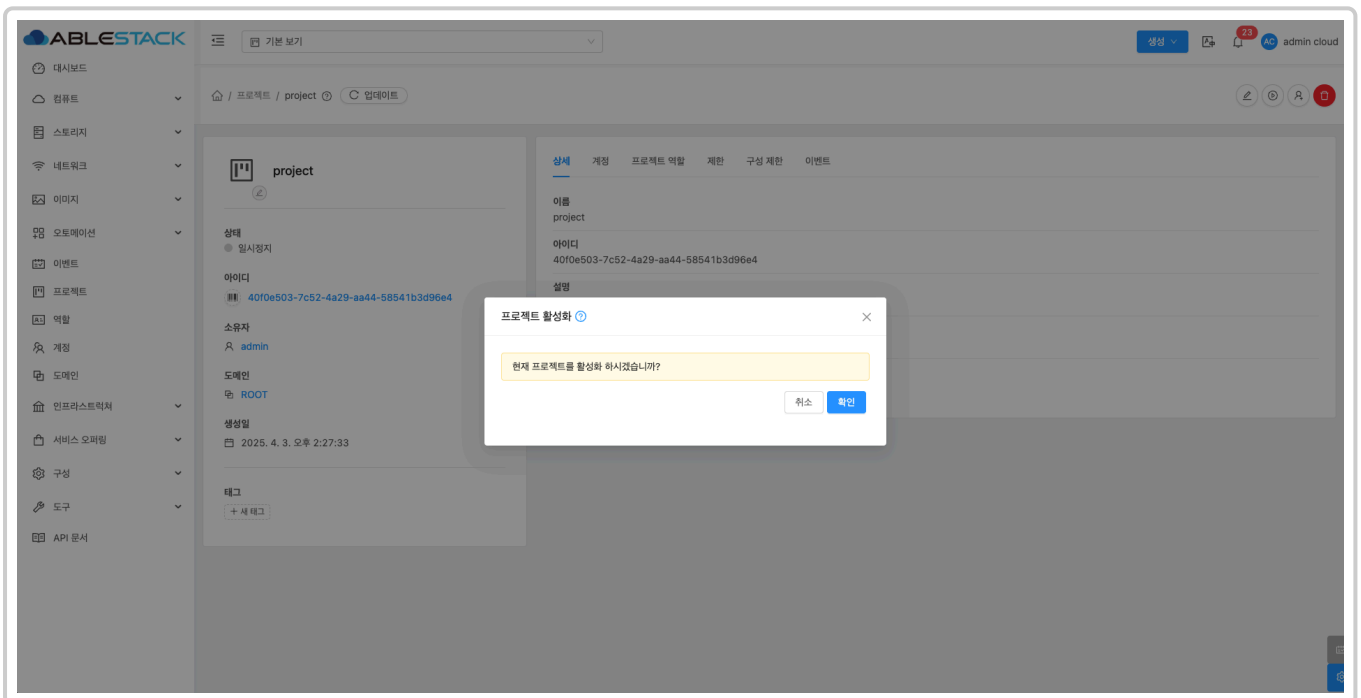 ABLESTACK
기본 보기
생성
23
AC
admin cloud
대시보드
컴퓨트
스토리지
네트워크
이미지
오토메이션
이벤트
프로젝트
역할
계정
도메인
인프라스트럭쳐
서비스 오퍼링
구성
도구
API 문서
/ 프로젝트 / project
업데이트
project
상태
일시정지
아이디
40f0e503-7c52-4a29-aa44-58541b3d96e4
소유자
admin
도메인
ROOT
생성일
2025. 4. 3. 오후 2:27:33
태그
+ 새 태그
상세 계정 프로젝트 역할 제한 구성 제한 이벤트
이름
project
아이디
40f0e503-7c52-4a29-aa44-58541b3d96e4
설명
프로젝트 활성화
현재 프로젝트를 활성화 하시겠습니까?
취소 확인